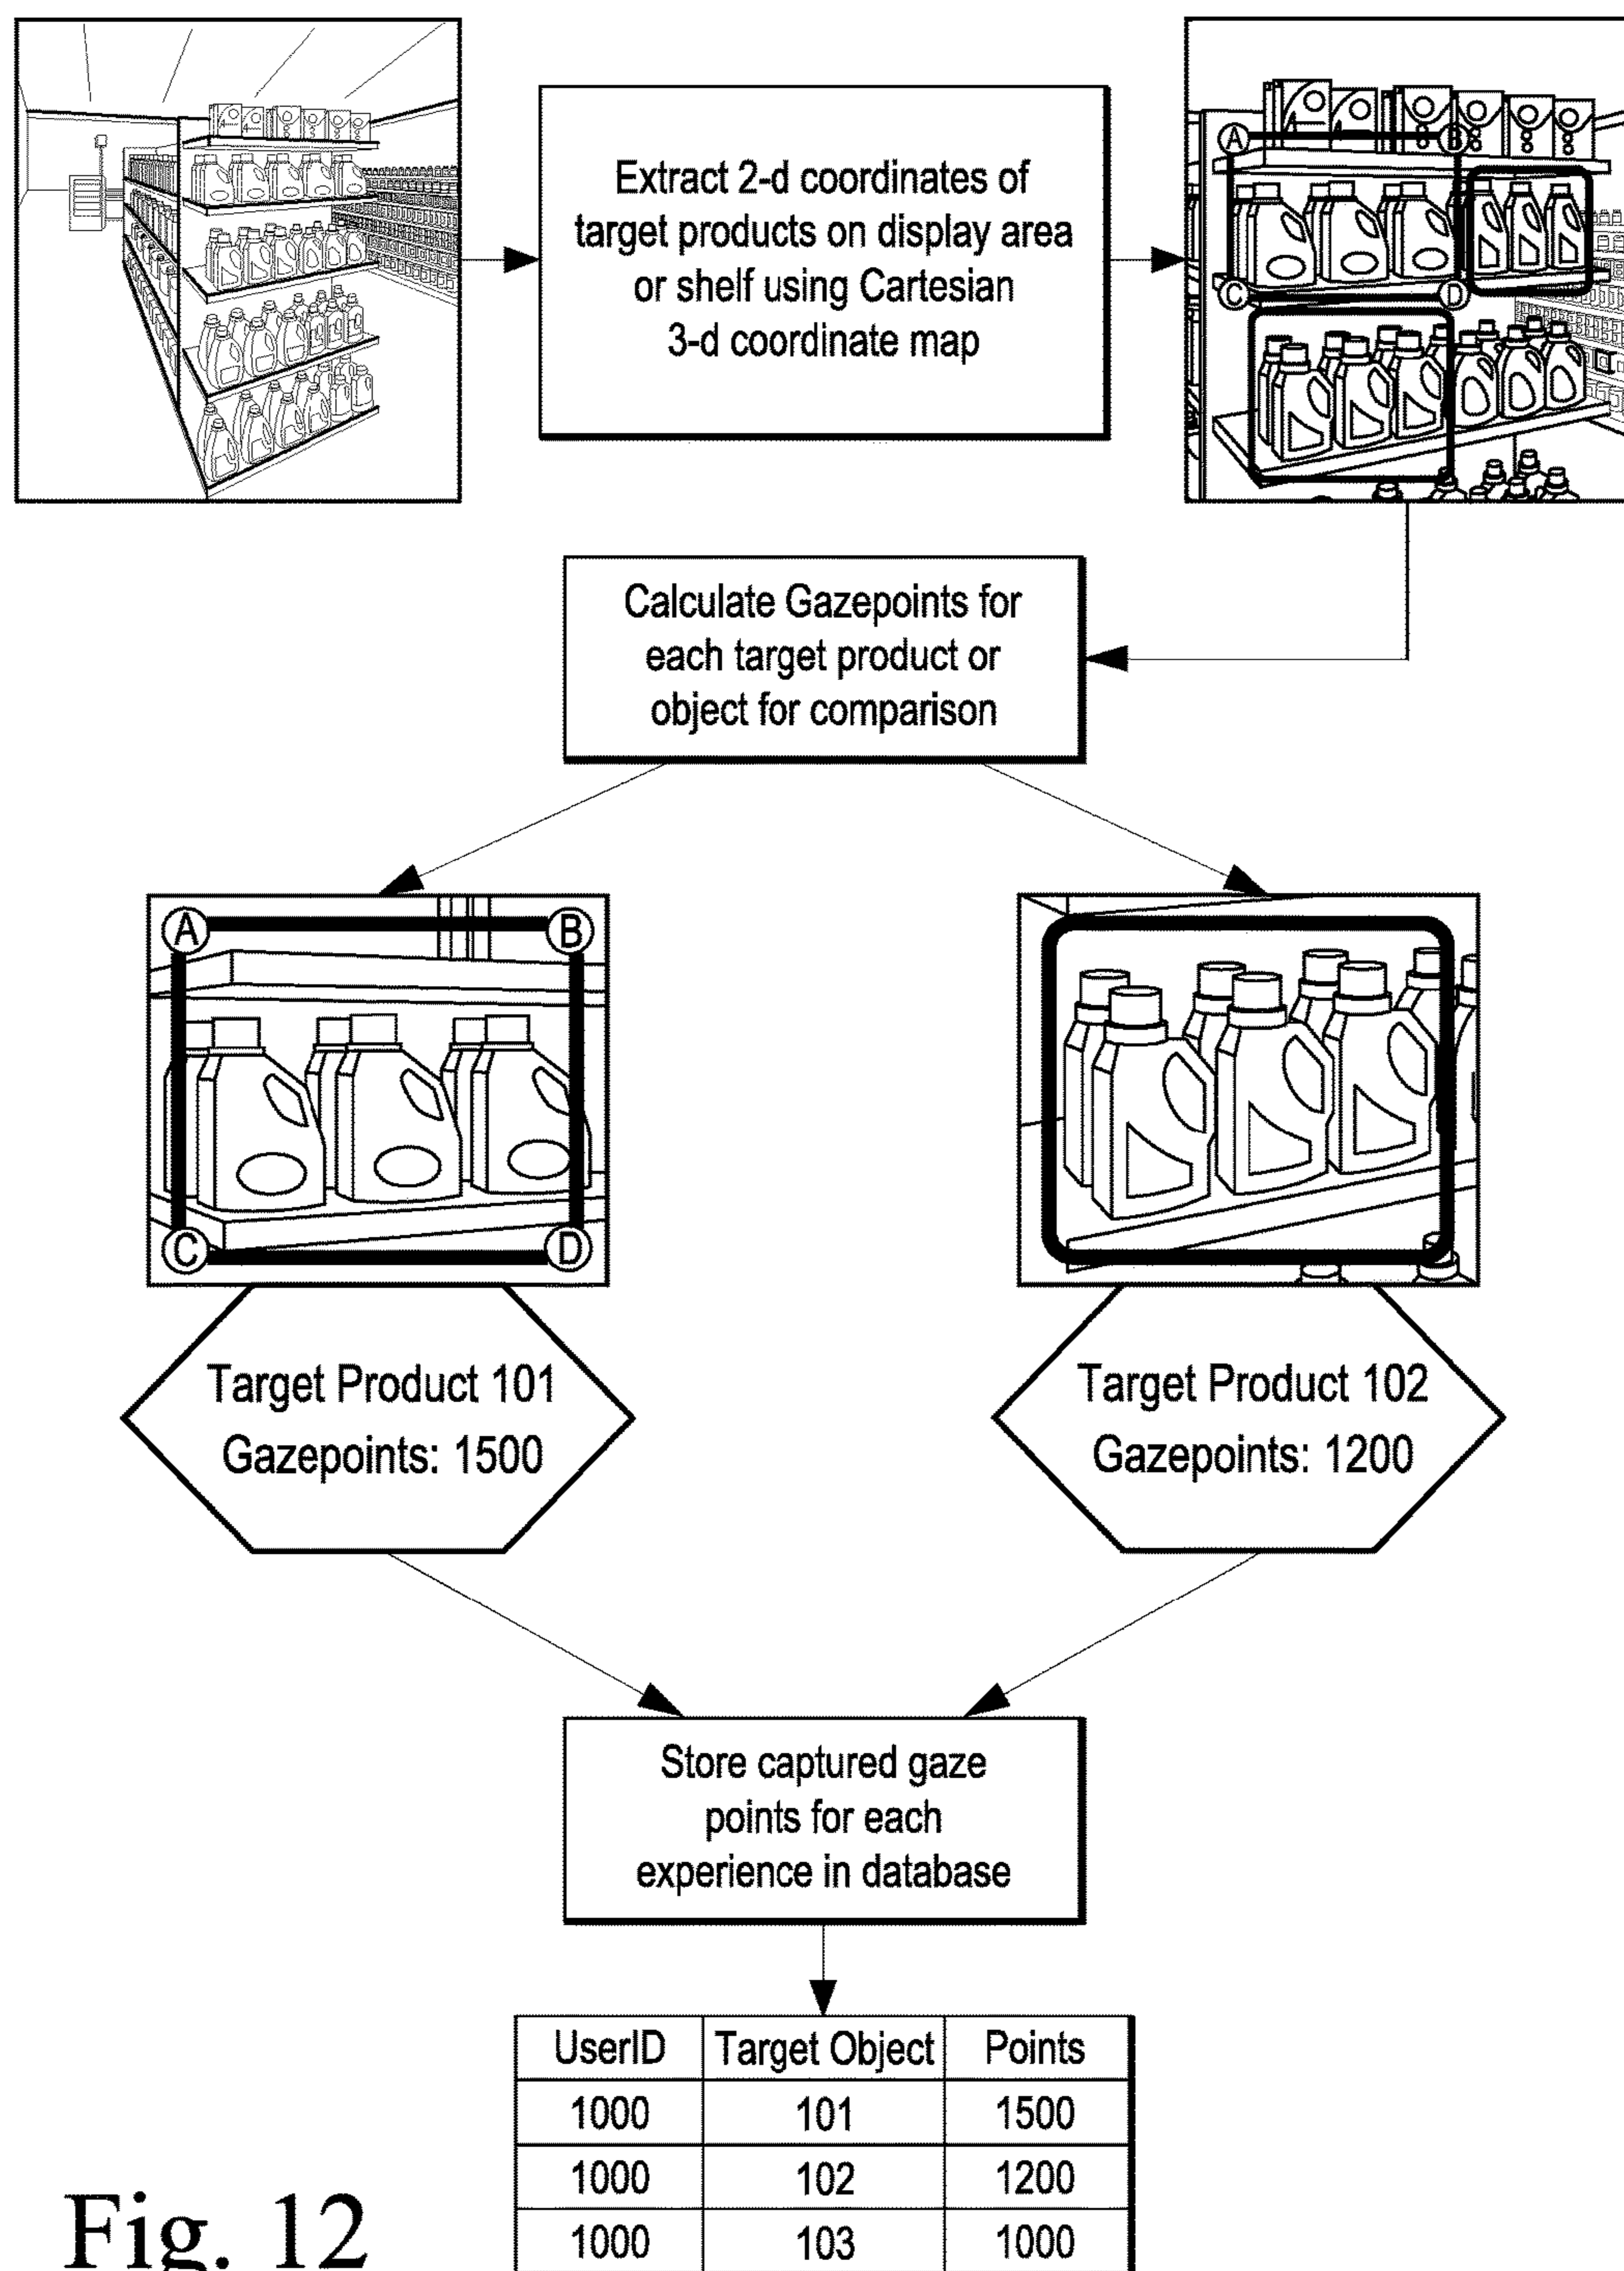 Extract 2-d coordinates of
target products on display area
or shelf using Cartesian
3-d coordinate map
A B
C D
Calculate Gazepoints for
each target product or
object for comparison
A B
C D
Target Product 101
Gazepoints: 1500
Target Product 102
Gazepoints: 1200
Store captured gaze
points for each
experience in database
UserID Target Object Points
1000 101 1500
1000 102 1200
1000 103 1000
Fig. 12